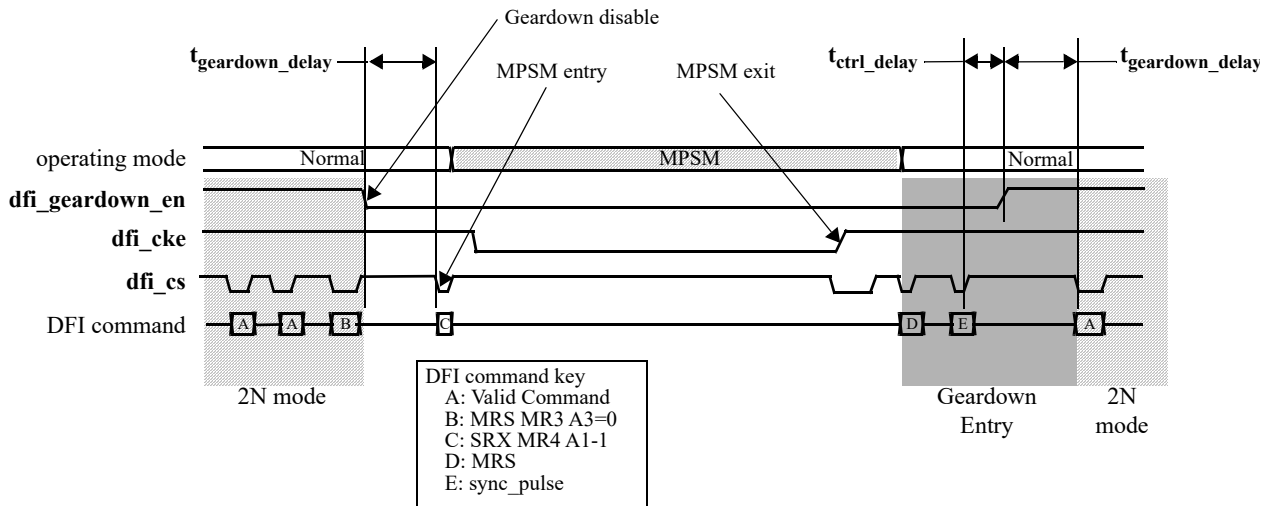 Geardown disable
tgeardown_delay
MPSM entry
MPSM exit
tctrl_delay
tgeardown_delay
operating mode
Normal
MPSM
Normal
dfi_geardown_en
dfi_cke
dfi_cs
DFI command
A
A
B
C
D
E
A
2N mode
DFI command key
A: Valid Command
B: MRS MR3 A3=0
C: SRX MR4 A1-1
D: MRS
E: sync_pulse
Geardown
Entry
2N
mode